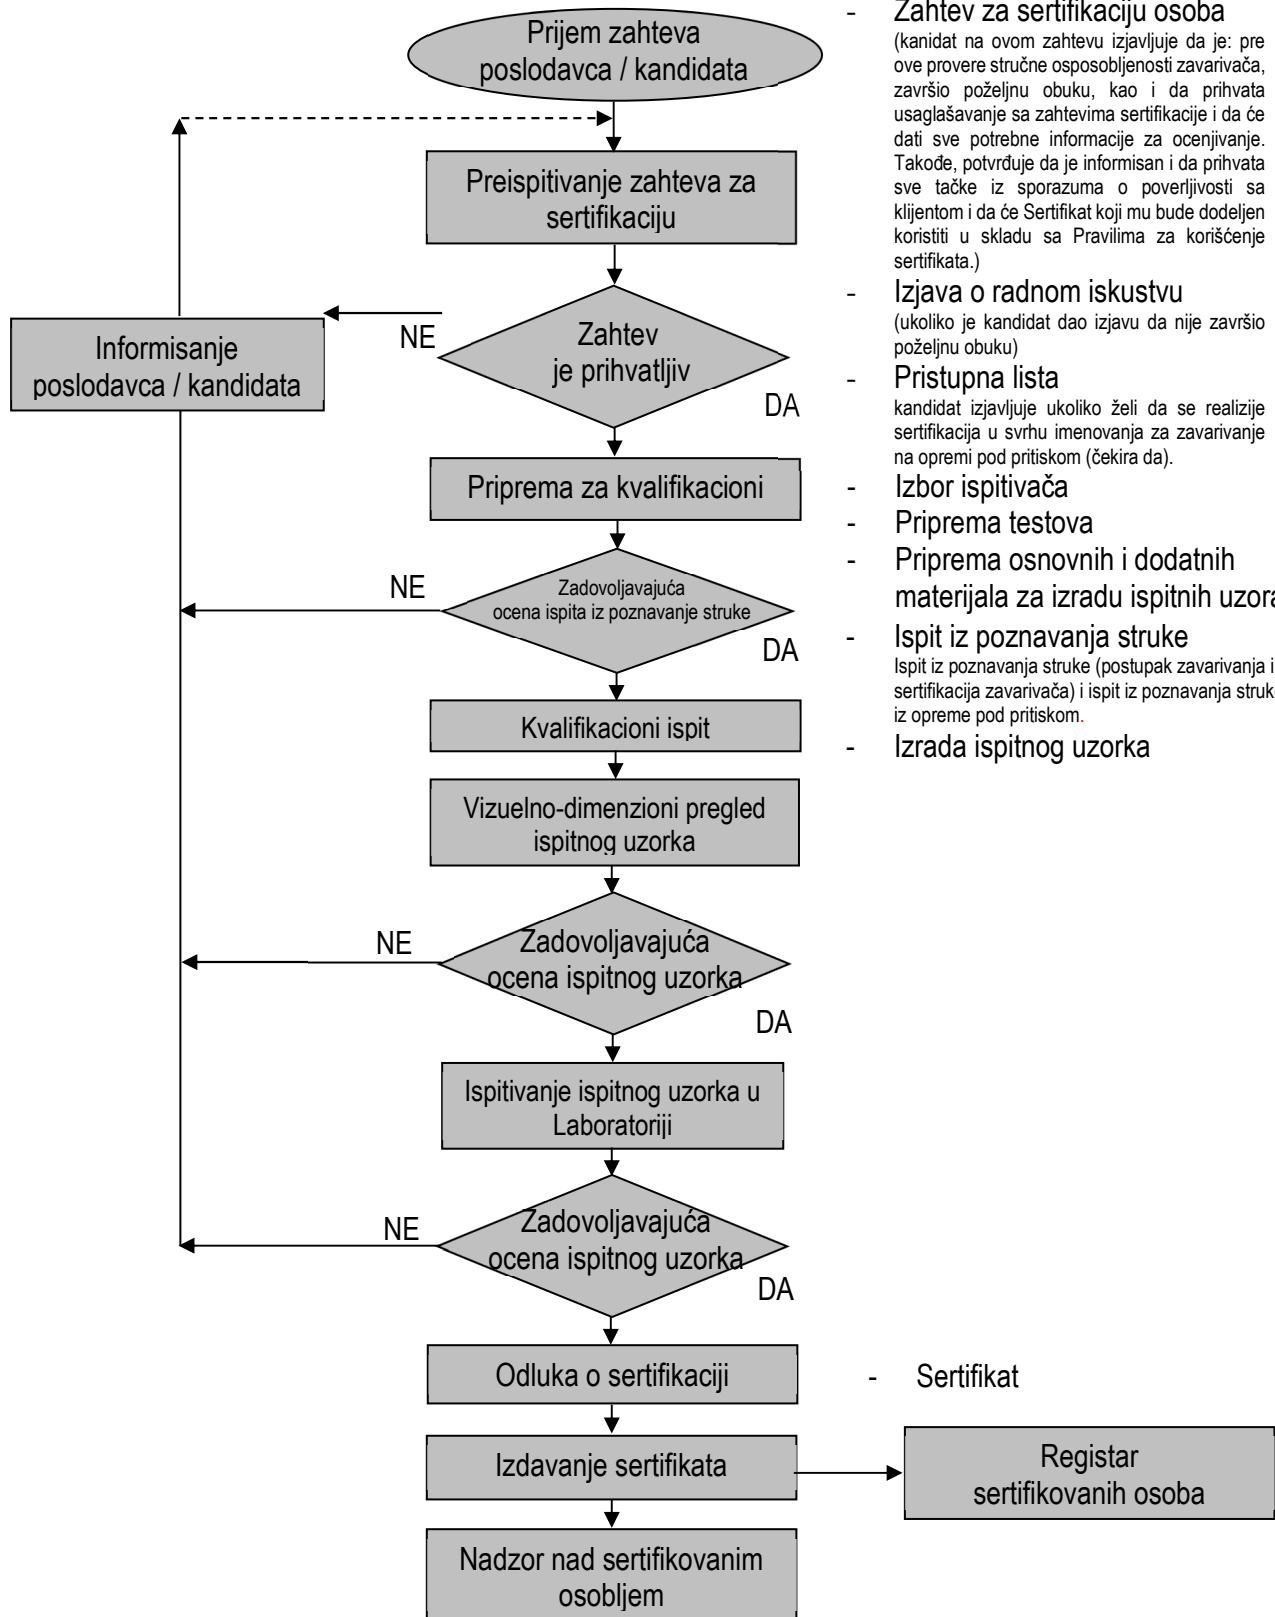 Prijem zahteva
poslodavca / kandidata
Preispitivanje zahteva za
sertifikaciju
Zahtev
je prihvatljiv
NE
DA
Informisanje
poslodavca / kandidata
Priprema za kvalifikacioni
Zadovoljavajuća
ocena ispita iz poznavanje struke
NE
DA
Kvalifikacioni ispit
Vizuelno-dimenzioni pregled
ispitnog uzorka
Zadovoljavajuća
ocena ispitnog uzorka
NE
DA
Ispitivanje ispitnog uzorka u
Laboratoriji
Zadovoljavajuća
ocena ispitnog uzorka
NE
DA
Odluka o sertifikaciji
Izdavanje sertifikata
Nadzor nad sertifikovanim
osobljem
- Zahtev za sertifikaciju osoba
(kanidat na ovom zahtevu izjavljuje da je: pre
ove provere stručne osposobljenosti zavarivača,
završio poželjnu obuku, kao i da prihvata
usaglašavanje sa zahtevima sertifikacije i da će
dati sve potrebne informacije za ocenjivanje.
Takođe, potvrđuje da je informisan i da prihvata
sve tačke iz sporazuma o poverljivosti sa
klijentom i da će Sertifikat koji mu bude dodeljen
koristiti u skladu sa Pravilima za korišćenje
sertifikata.)
- Izjava o radnom iskustvu
(ukoliko je kandidat dao izjavu da nije završio
poželjnu obuku)
- Pristupna lista
kandidat izjavljuje ukoliko želi da se realizije
sertifikacija u svrhu imenovanja za zavarivanje
na opremi pod pritiskom (čekira da).
- Izbor ispitivača
- Priprema testova
- Priprema osnovnih i dodatnih
materijala za izradu ispitnih uzora
- Ispit iz poznavanja struke
Ispit iz poznavanja struke (postupak zavarivanja i
sertifikacija zavarivača) i ispit iz poznavanja struk
iz opreme pod pritiskom.
- Izrada ispitnog uzorka
- Sertifikat
Registar
sertifikovanih osoba